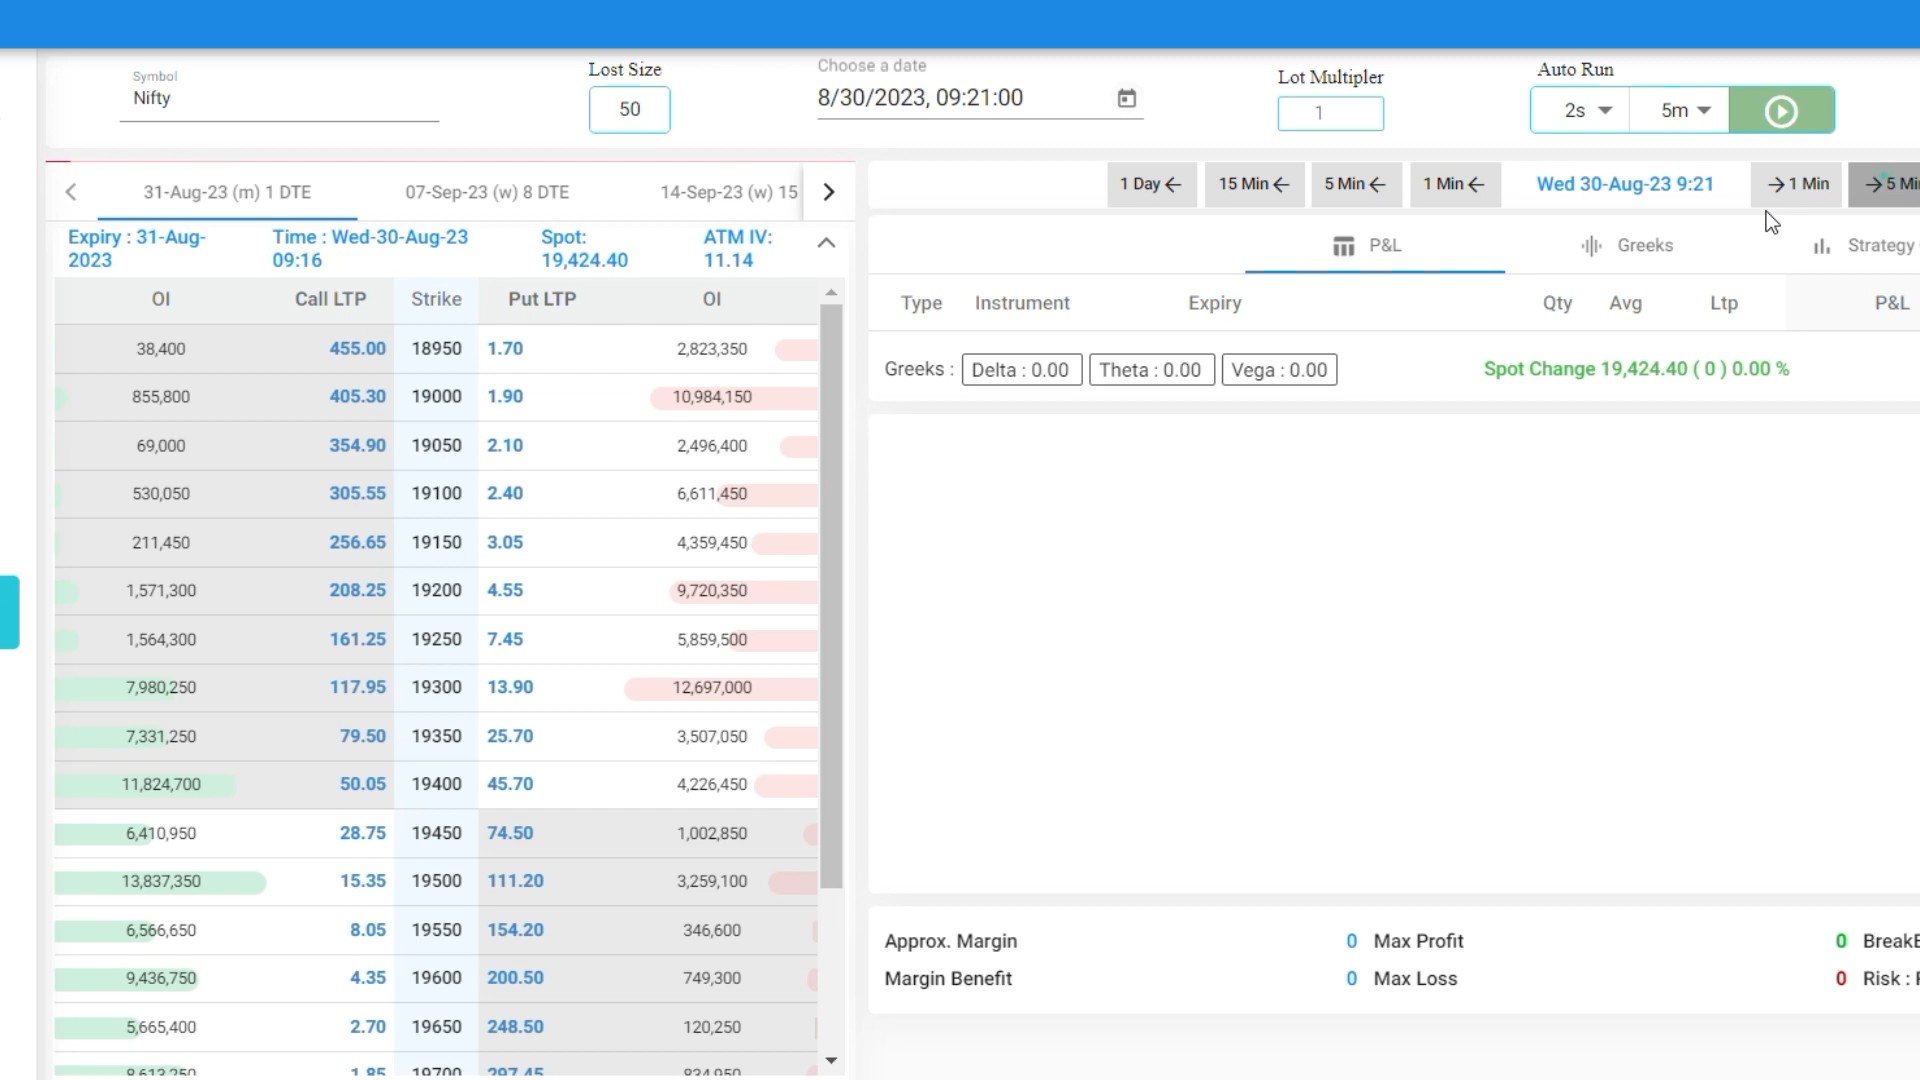 Symbol
Nifty
Lost Size
50
Choose a date
8/30/2023, 09:21:00
Lot Multipler
1
Auto Run
2s 5m
31-Aug-23 (m) 1 DTE 07-Sep-23 (w) 8 DTE 14-Sep-23 (w) 15
1 Day← 15 Min← 5 Min← 1 Min← Wed 30-Aug-23 9:21 →1 Min →5 Mi
Expiry : 31-Aug-2023 Time : Wed-30-Aug-23 09:16 Spot: 19,424.40 ATM IV: 11.14
P&L Greeks Strategy
OI Call LTP Strike Put LTP OI
Type Instrument Expiry Qty Avg Ltp P&L
38,400 455.00 18950 1.70 2,823,350
Greeks : Delta : 0.00 Theta : 0.00 Vega : 0.00 Spot Change 19,424.40 ( 0 ) 0.00 %
855,800 405.30 19000 1.90 10,984,150
69,000 354.90 19050 2.10 2,496,400
530,050 305.55 19100 2.40 6,611,450
211,450 256.65 19150 3.05 4,359,450
1,571,300 208.25 19200 4.55 9,720,350
1,564,300 161.25 19250 7.45 5,859,500
7,980,250 117.95 19300 13.90 12,697,000
7,331,250 79.50 19350 25.70 3,507,050
11,824,700 50.05 19400 45.70 4,226,450
6,410,950 28.75 19450 74.50 1,002,850
13,837,350 15.35 19500 111.20 3,259,100
6,566,650 8.05 19550 154.20 346,600
9,436,750 4.35 19600 200.50 749,300
5,665,400 2.70 19650 248.50 120,250
8,613,250 1.85 19700 297.45 834,950
Approx. Margin 0 Max Profit 0 BreakE
Margin Benefit 0 Max Loss 0 Risk :